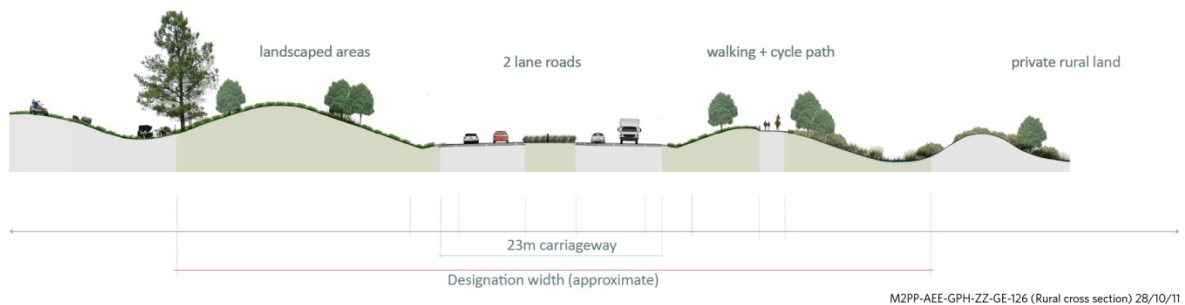 landscaped areas
2 lane roads
walking + cycle path
private rural land
23m carriageway
Designation width (approximate)
M2PP-AEE-GPH-ZZ-GE-126 (Rural cross section) 28/10/11